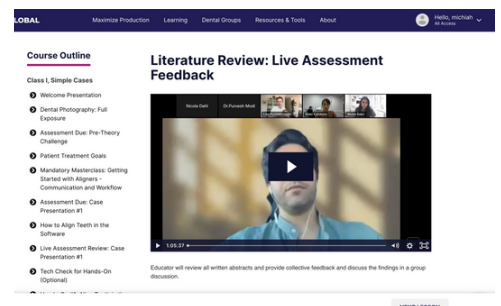 LOBAL
Maximize Production
Learning
Dental Groups
Resources & Tools
About
Hello, michiah
All Access
Course Outline
Class I, Simple Cases
Welcome Presentation
Dental Photography: Full
Exposure
Assessment Due: Pre-Theory
Challenge
Patient Treatment Goals
Mandatory Masterclass: Getting
Started with Aligners -
Communication and Workflow
Assessment Due: Case
Presentation #1
How to Align Teeth in the
Software
Live Assessment Review: Case
Presentation #1
Tech Check for Hands-On
(Optional)
Literature Review: Live Assessment
Feedback
Nicola Dahl
Dr.Puneesh Modi
1:05:37
Educator will review all written abstracts and provide collective feedback and discuss the findings in a group
discussion.